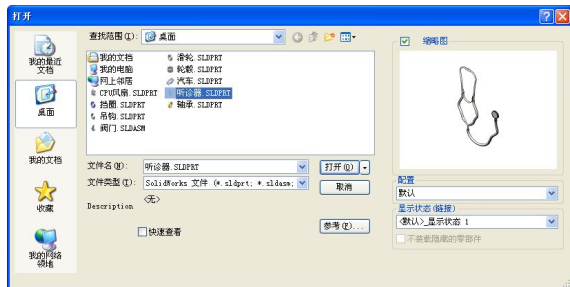 打开
查找范围(I):
桌面
缩略图
我的最近
文档
桌面
我的文档
收藏
我的网络
领地
我的文档
我的电脑
网上邻居
CPU风扇.SLDPRT
挡圈.SLDPRT
吊钩.SLDPRT
阀门.SLDASM
滑轮.SLDPRT
轮毂.SLDPRT
汽车.SLDPRT
听诊器.SLDPRT
轴承.SLDPRT
文件名(N):
听诊器.SLDPRT
打开(O)
文件类型(T):
SolidWorks 文件 (*.sldprt; *.sldasm;
取消
Description
<无>
快速查看
参考(F)...
配置
默认
显示状态(链接)
<默认>_显示状态 1
不装载隐藏的零部件